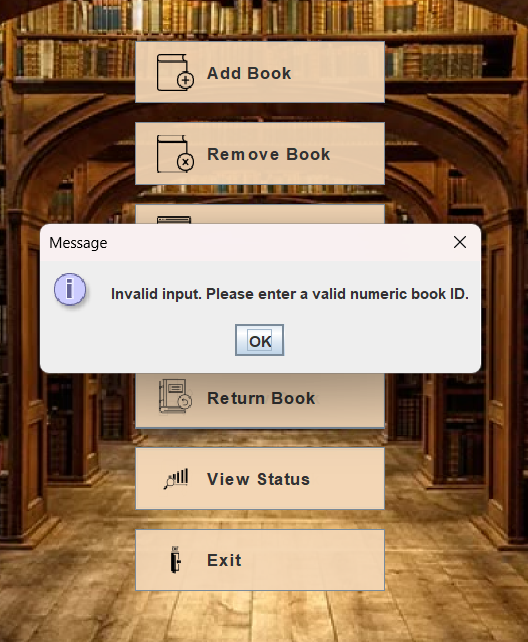 Add Book
Remove Book
Message
Invalid input. Please enter a valid numeric book ID.
OK
Return Book
View Status
Exit